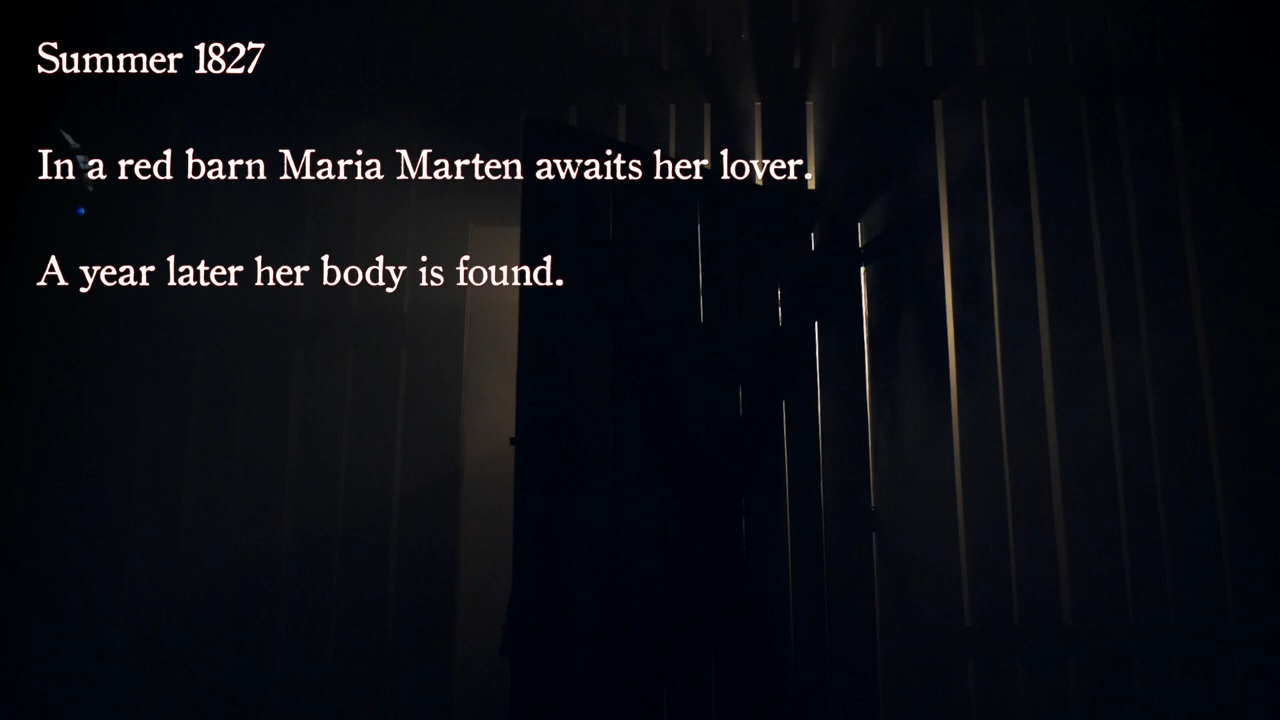 Summer 1827
In a red barn Maria Marten awaits her lover.
A year later her body is found.